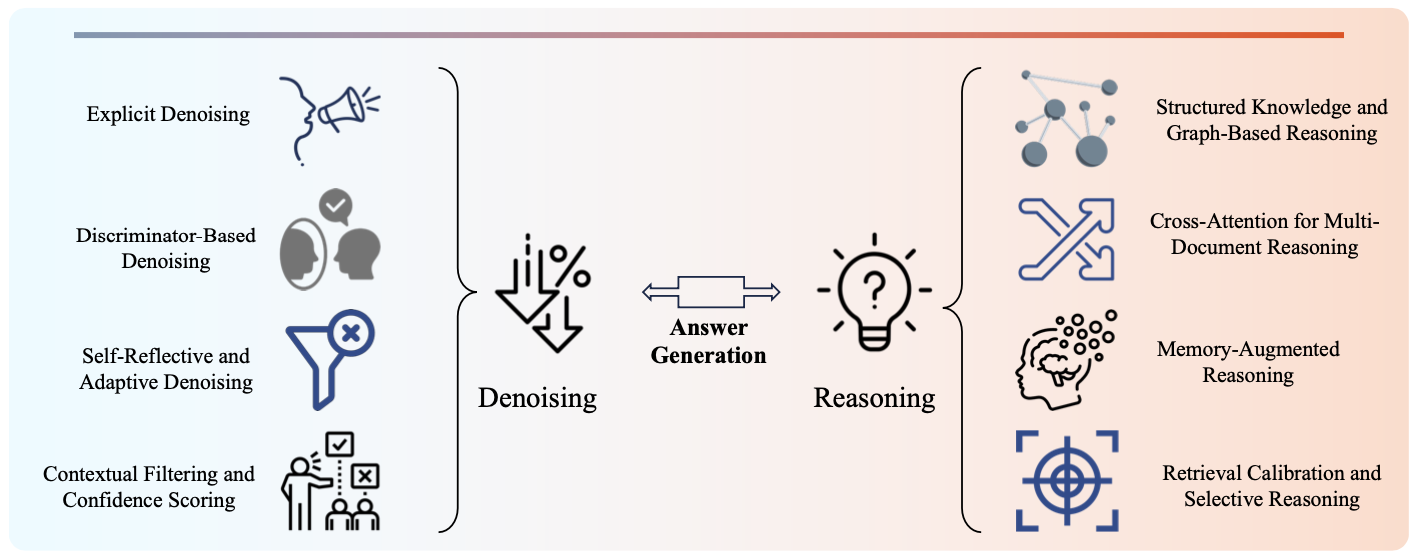 Explicit Denoising
Discriminator-Based
Denoising
Self-Reflective and
Adaptive Denoising
Contextual Filtering and
Confidence Scoring
%
Denoising
Answer
Generation
?
Reasoning
Structured Knowledge and
Graph-Based Reasoning
Cross-Attention for Multi-
Document Reasoning
Memory-Augmented
Reasoning
Retrieval Calibration and
Selective Reasoning